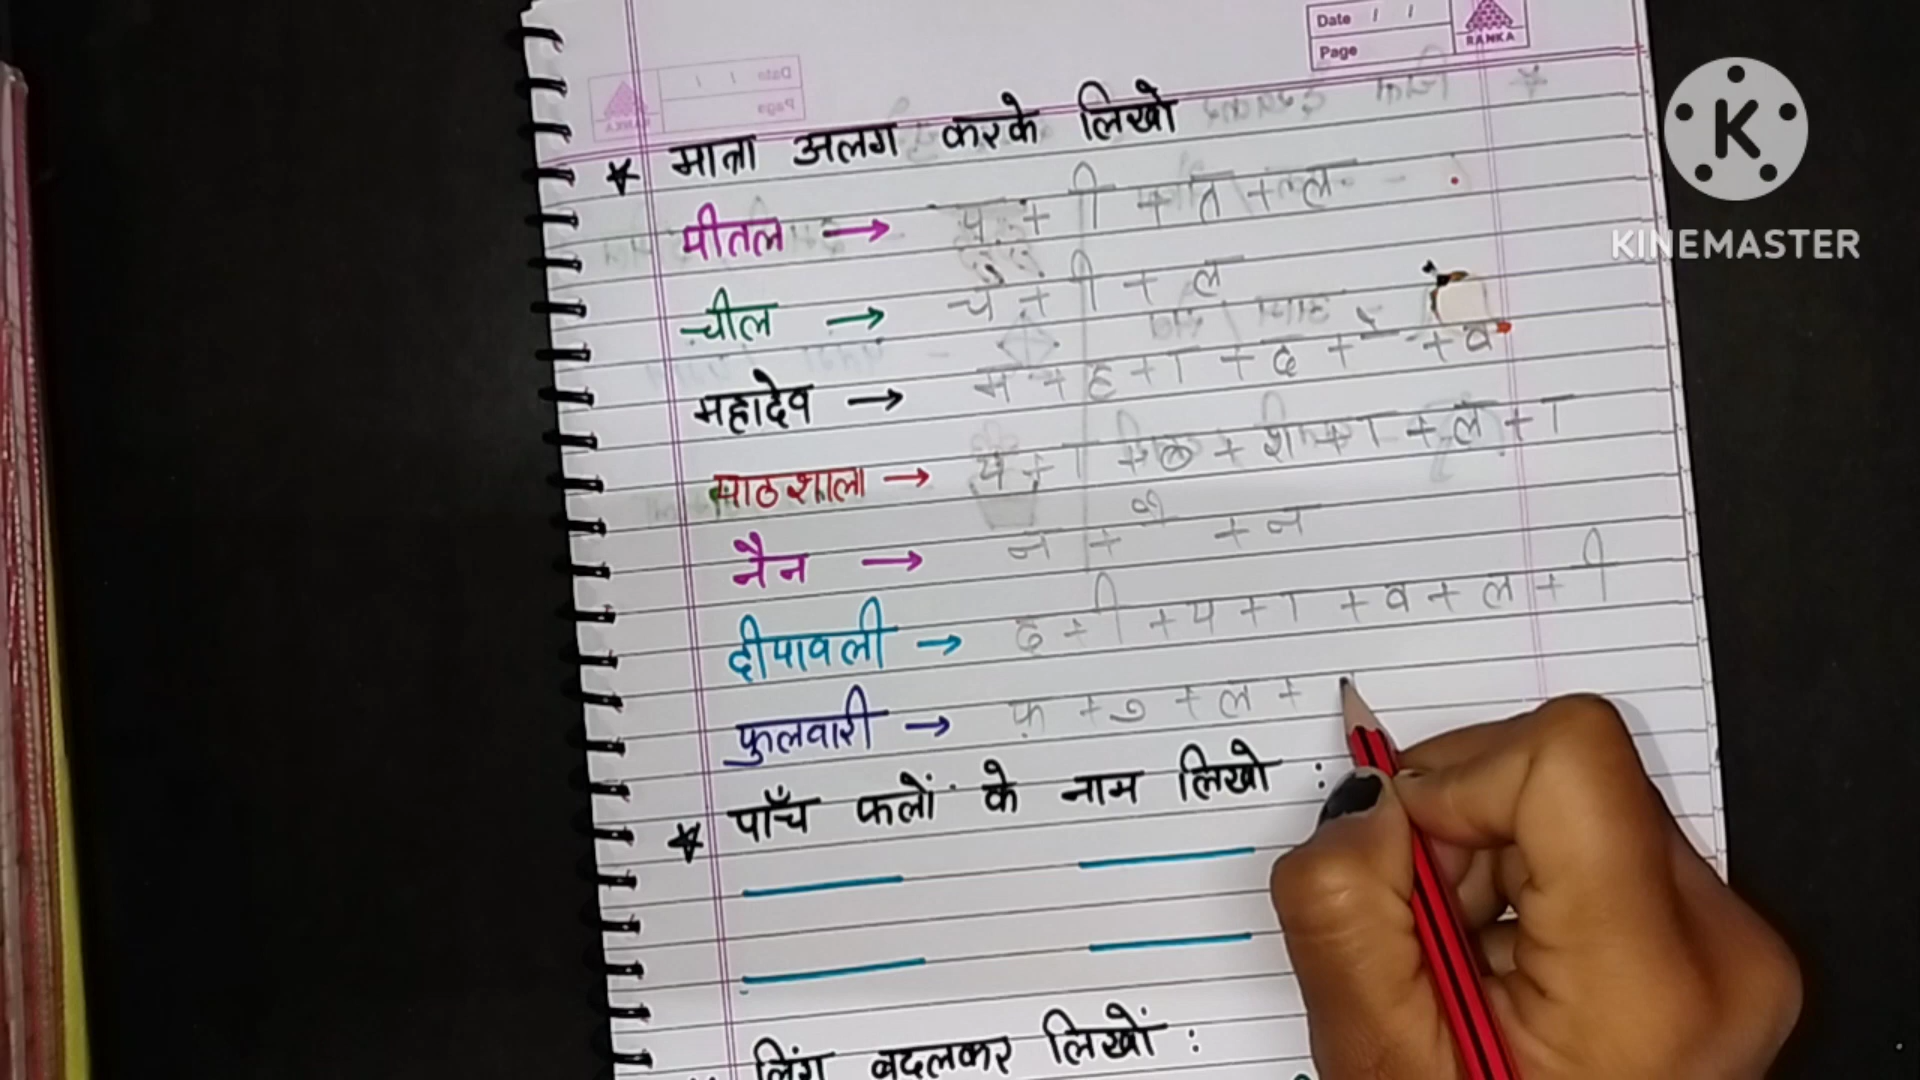 Date / /
Page
RANKA
K
KINEMASTER
★ मात्रा अलग करके लिखो
पीतल → प + ी + त + ल
चील → च + ी + ल
महादेव → म + ह + ा + द + े + व
पाठशाला → प + ा + ठ + श + ा + ल + ा
नैन → न + ै + न
दीपावली → द + ी + प + ा + व + ल + ी
फुलवारी → फ + ु + ल +
★ पाँच फलों के नाम लिखो :
लिंग बदलकर लिखों :